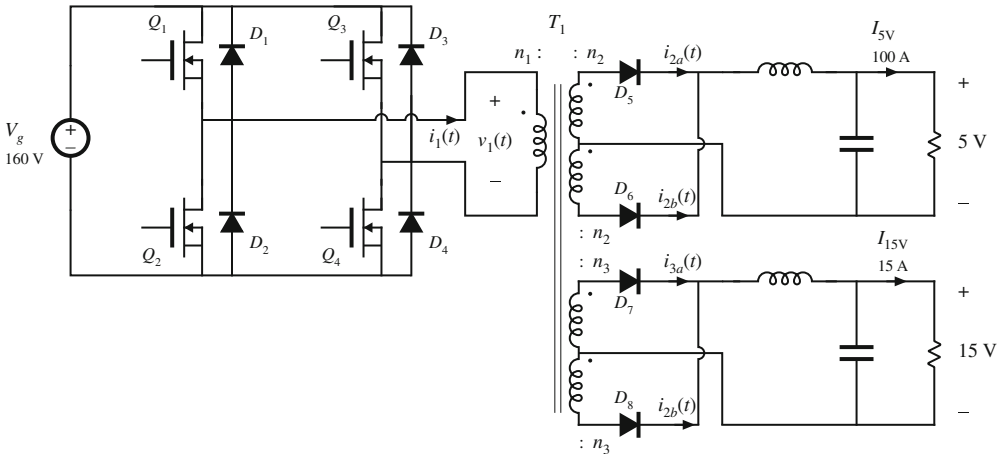 Q1
D1
Q3
D3
T1
n1 :
: n2
i2a(t)
I5V
100 A
D5
+
Vg
160 V
+
−
i1(t)
+
v1(t)
−
5 V
D6
i2b(t)
−
Q2
D2
Q4
D4
: n2
: n3
i3a(t)
I15V
15 A
D7
+
15 V
D8
i2b(t)
−
: n3